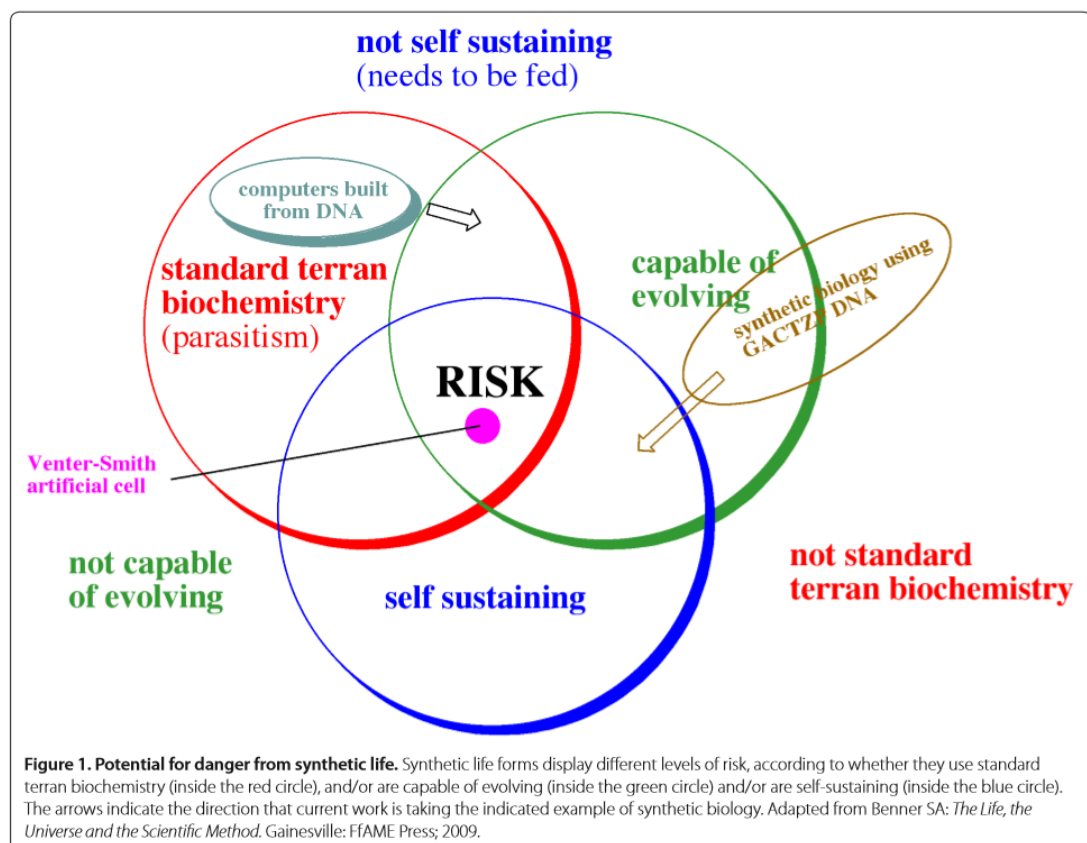 not self sustaining
(needs to be fed)
computers built
from DNA
standard terran
biochemistry
(parasitism)
capable of
evolving
synthetic biology using
GACTZP DNA
RISK
Venter-Smith
artificial cell
not capable
of evolving
self sustaining
not standard
terran biochemistry
Figure 1. Potential for danger from synthetic life. Synthetic life forms display different levels of risk, according to whether they use standard
terran biochemistry (inside the red circle), and/or are capable of evolving (inside the green circle) and/or are self-sustaining (inside the blue circle).
The arrows indicate the direction that current work is taking the indicated example of synthetic biology. Adapted from Benner SA: The Life, the
Universe and the Scientific Method. Gainesville: FfAME Press; 2009.